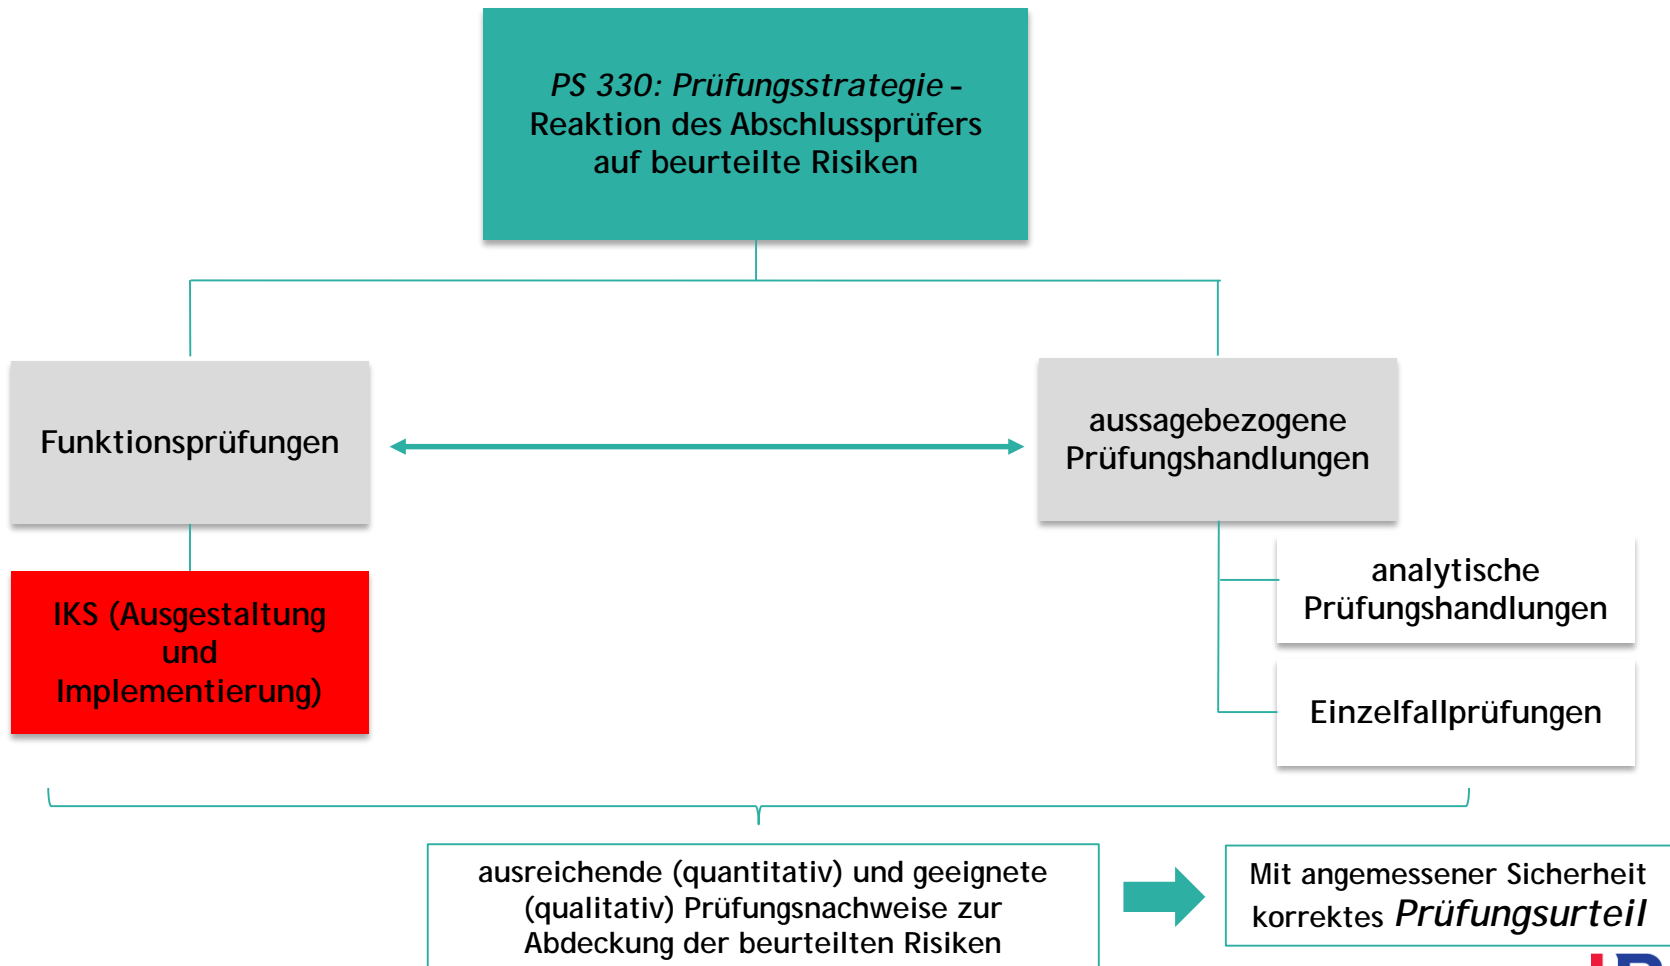 PS 330: Prüfungsstrategie -
Reaktion des Abschlussprüfers
auf beurteilte Risiken
Funktionsprüfungen
aussagebezogene
Prüfungshandlungen
IKS (Ausgestaltung
und
Implementierung)
analytische
Prüfungshandlungen
Einzelfallprüfungen
ausreichende (quantitativ) und geeignete
(qualitativ) Prüfungsnachweise zur
Abdeckung der beurteilten Risiken
Mit angemessener Sicherheit
korrektes Prüfungsurteil